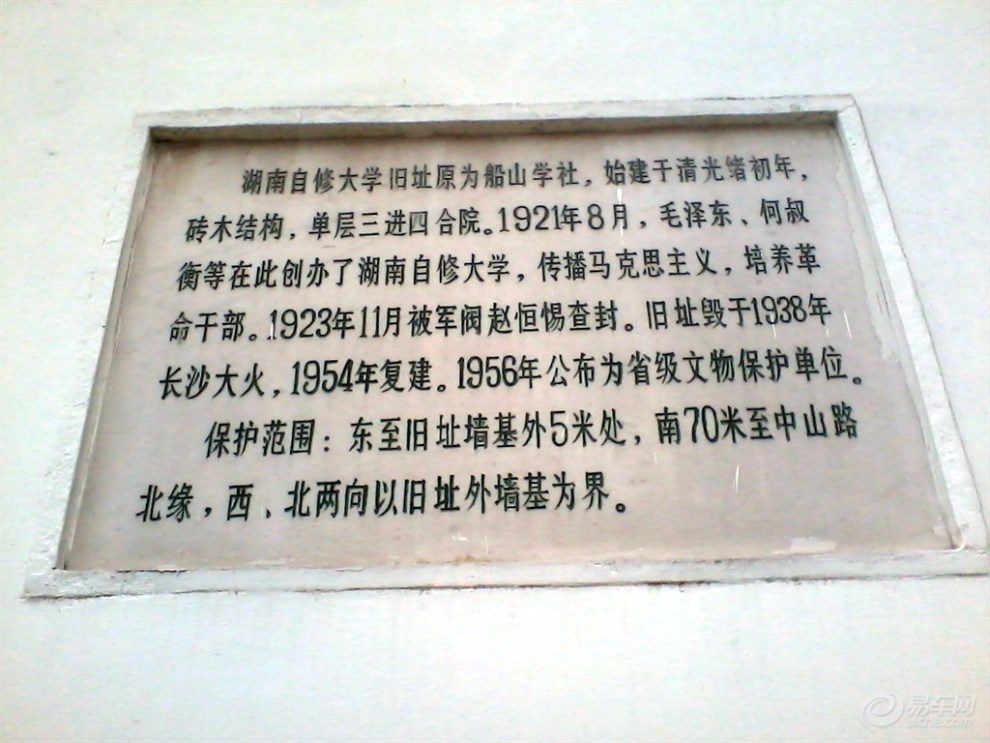 湖南自修大学旧址原为船山学社，始建于清光绪初年，
砖木结构，单层三进四合院。1921年8月，毛泽东、何叔
衡等在此创办了湖南自修大学，传播马克思主义，培养革
命干部。1923年11月被军阀赵恒惕查封。旧址毁于1938年
长沙大火，1954年复建。1956年公布为省级文物保护单位。
保护范围：东至旧址墙基外5米处，南70米至中山路
北缘，西、北两向以旧址外墙基为界。
易车网
yiche.com